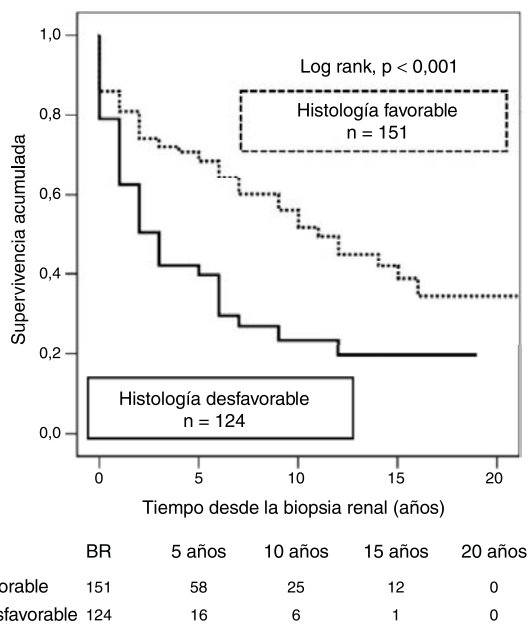 Log rank, p < 0,001
Histología favorable
n = 151
Histología desfavorable
n = 124
Supervivencia acumulada
1,0
0,8
0,6
0,4
0,2
0,0
0 5 10 15 20
Tiempo desde la biopsia renal (años)
BR 5 años 10 años 15 años 20 años
orable 151 58 25 12 0
sfavorable 124 16 6 1 0